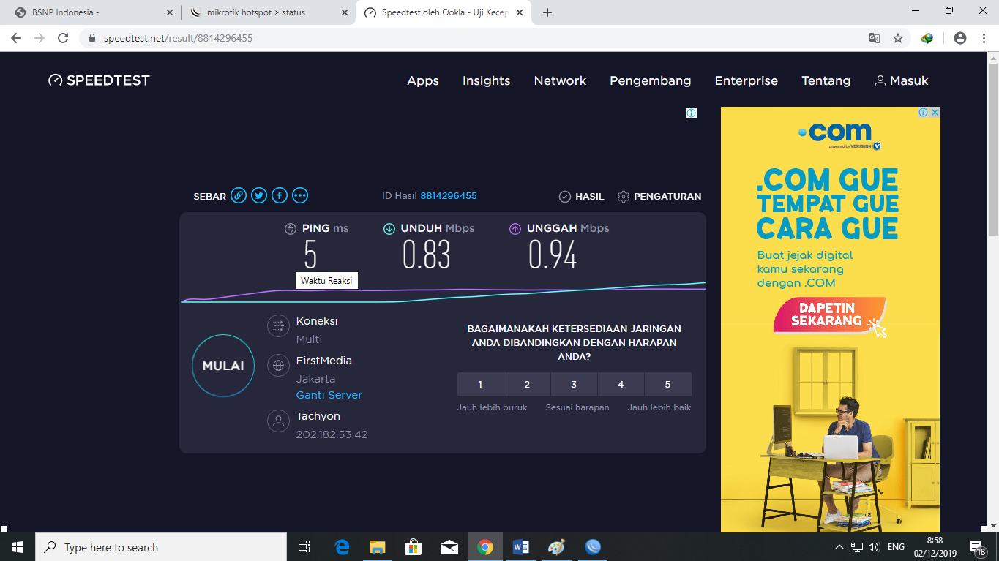 BSNP Indonesia -
mikrotik hotspot > status
Speedtest oleh Ookla - Uji Kecep
speedtest.net/result/8814296455
SPEEDTEST
Apps
Insights
Network
Pengembang
Enterprise
Tentang
Masuk
SEBAR
ID Hasil 8814296455
HASIL
PENGATURAN
PING ms
5
UNDUH Mbps
0.83
UNGGAH Mbps
0.94
Waktu Reaksi
MULAI
Koneksi
Multi
FirstMedia
Jakarta
Ganti Server
Tachyon
202.182.53.42
BAGAIMANAKAH KETERSEDIAAN JARINGAN
ANDA DIBANDINGKAN DENGAN HARAPAN
ANDA?
1 2 3 4 5
Jauh lebih buruk
Sesuai harapan
Jauh lebih baik
.com
powered by VERISIGN
.COM GUE
TEMPAT GUE
CARA GUE
Buat jejak digital
kamu sekarang
dengan .COM
DAPETIN
SEKARANG
Type here to search
ENG
8:58
02/12/2019
18